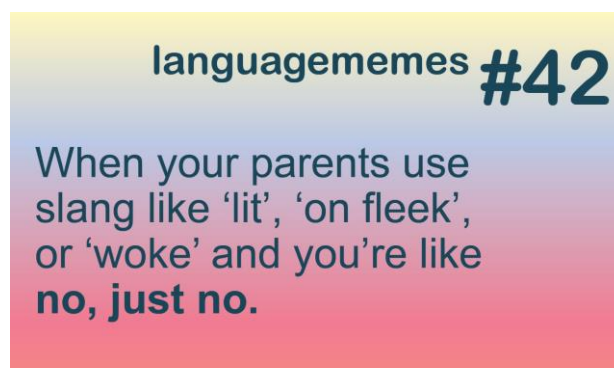 languagememes #42
When your parents use
slang like ‘lit’, ‘on fleek’,
or ‘woke’ and you’re like
no, just no.